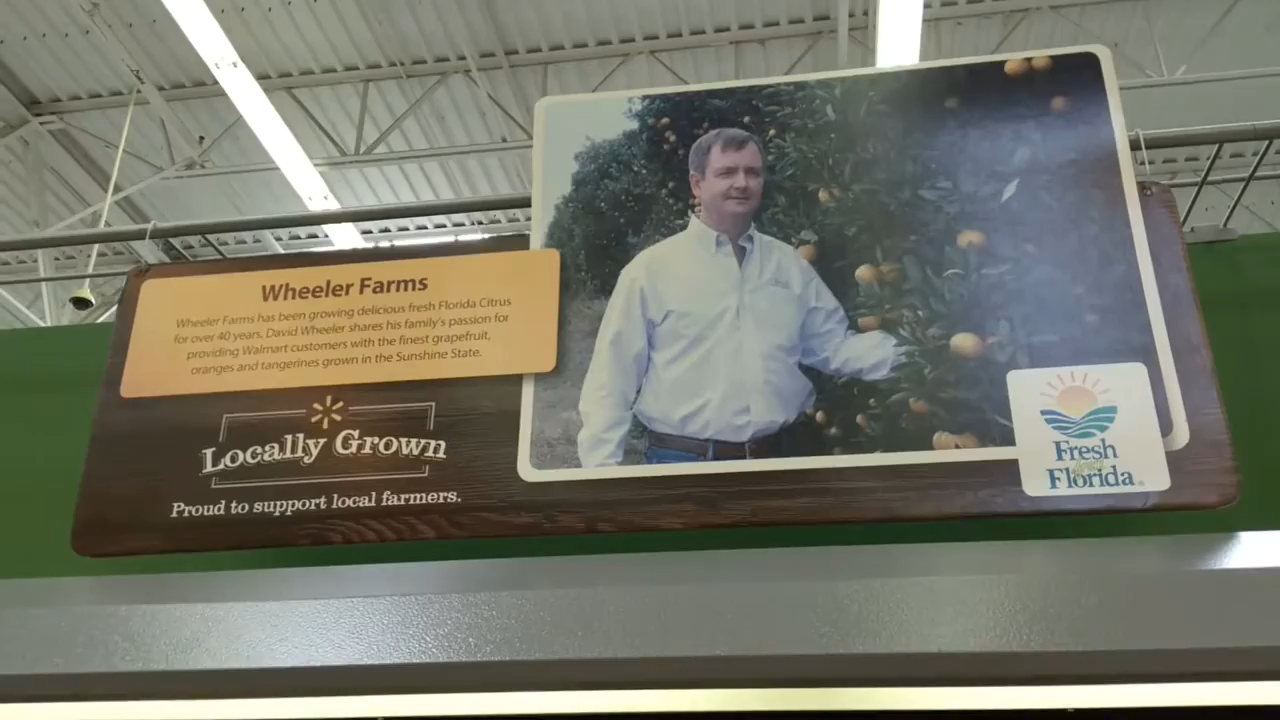 Wheeler Farms
Wheeler Farms has been growing delicious fresh Florida Citrus
for over 40 years. David Wheeler shares his family's passion for
providing Walmart customers with the finest grapefruit,
oranges and tangerines grown in the Sunshine State.
Locally Grown
Proud to support local farmers.
Fresh
from
Florida